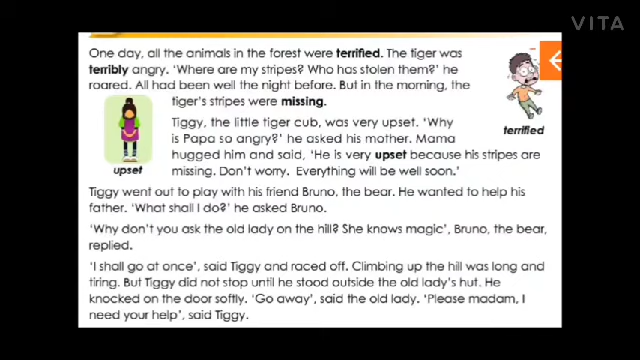 VITA
One day, all the animals in the forest were terrified. The tiger was
terribly angry. ‘Where are my stripes? Who has stolen them?’ he
roared. All had been well the night before. But in the morning, the
tiger’s stripes were missing.
terrified
Tiggy, the little tiger cub, was very upset. ‘Why
is Papa so angry?’ he asked his mother. Mama
hugged him and said, ‘He is very upset because his stripes are
missing. Don’t worry. Everything will be well soon.’
upset
Tiggy went out to play with his friend Bruno, the bear. He wanted to help his
father. ‘What shall I do?’ he asked Bruno.
‘Why don’t you ask the old lady on the hill? She knows magic’, Bruno, the bear,
replied.
‘I shall go at once’, said Tiggy and raced off. Climbing up the hill was long and
tiring. But Tiggy did not stop until he stood outside the old lady’s hut. He
knocked on the door softly. ‘Go away’, said the old lady. ‘Please madam, I
need your help’, said Tiggy.